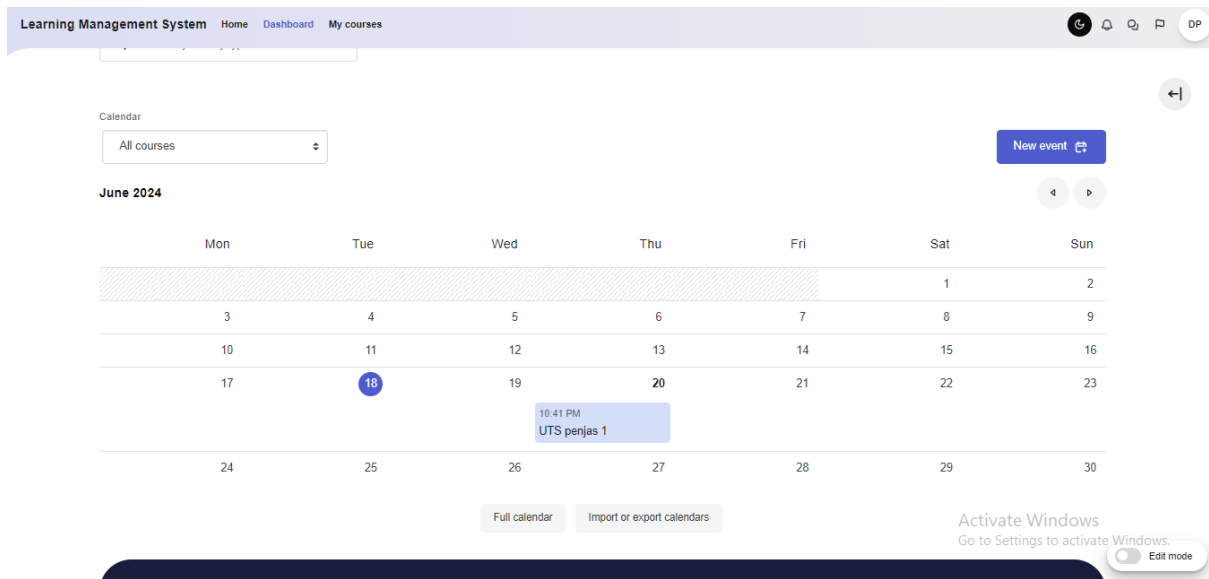 Learning Management System Home Dashboard My courses DP
Calendar
All courses
New event
June 2024
Mon Tue Wed Thu Fri Sat Sun
1 2
3 4 5 6 7 8 9
10 11 12 13 14 15 16
17 18 19 20 21 22 23
10:41 PM
UTS penjas 1
24 25 26 27 28 29 30
Full calendar Import or export calendars
Activate Windows
Go to Settings to activate Windows.
Edit mode